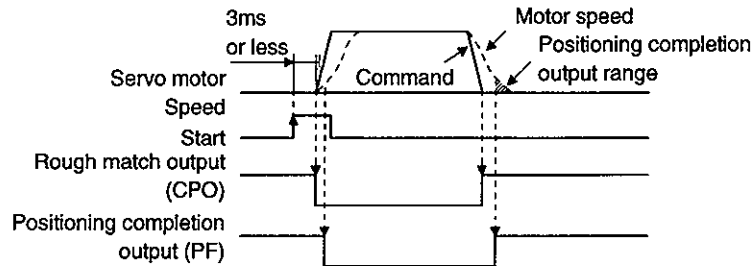 3ms
or less
Motor speed
Positioning completion
output range
Command
Servo motor
Speed
Start
Rough match output
(CPO)
Positioning completion
output (PF)